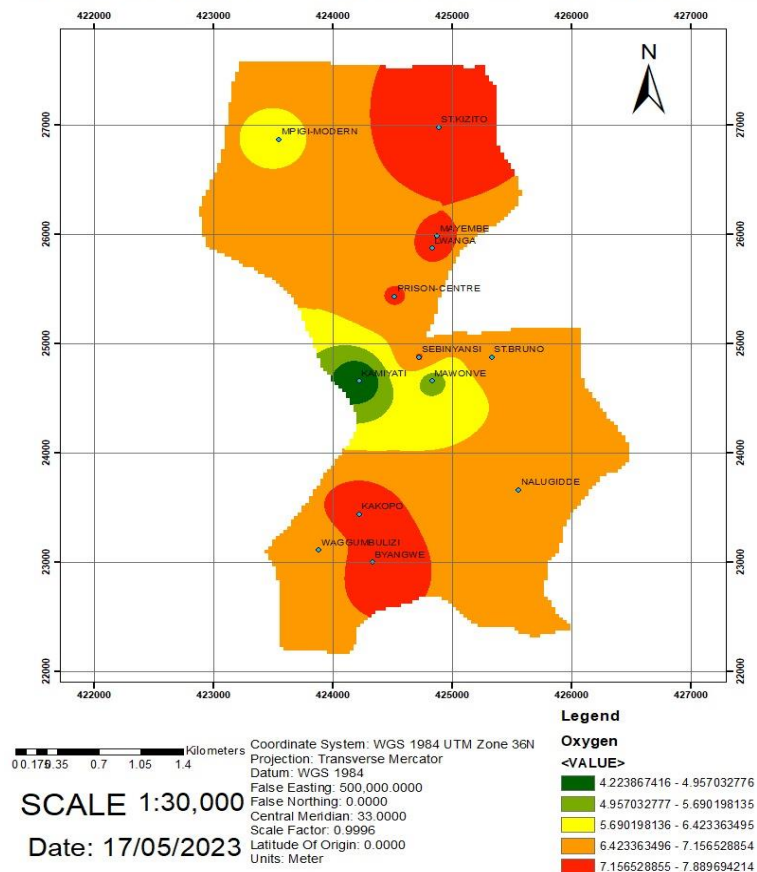 422000 423000 424000 425000 426000 427000
N
27000 27000
ST.KIZITO
MPIGI-MODERN
26000 26000
MAYEMBE
LWANGA
PRISON-CENTRE
25000 25000
SEBINYANSI ST.BRUNO
KAMIYATI MAWONVE
24000 24000
NALUGIDDE
KAKOPO
WAGGUMBULIZI
23000 23000
BYANGWE
22000 22000
422000 423000 424000 425000 426000 427000
Legend
Oxygen
<VALUE>
4.223867416 - 4.957032776
4.957032777 - 5.690198135
5.690198136 - 6.423363495
6.423363496 - 7.156528854
7.156528855 - 7.889694214
Kilometers
0 0.175 0.35 0.7 1.05 1.4
SCALE 1:30,000
Date: 17/05/2023
Coordinate System: WGS 1984 UTM Zone 36N
Projection: Transverse Mercator
Datum: WGS 1984
False Easting: 500,000.0000
False Northing: 0.0000
Central Meridian: 33.0000
Scale Factor: 0.9996
Latitude Of Origin: 0.0000
Units: Meter